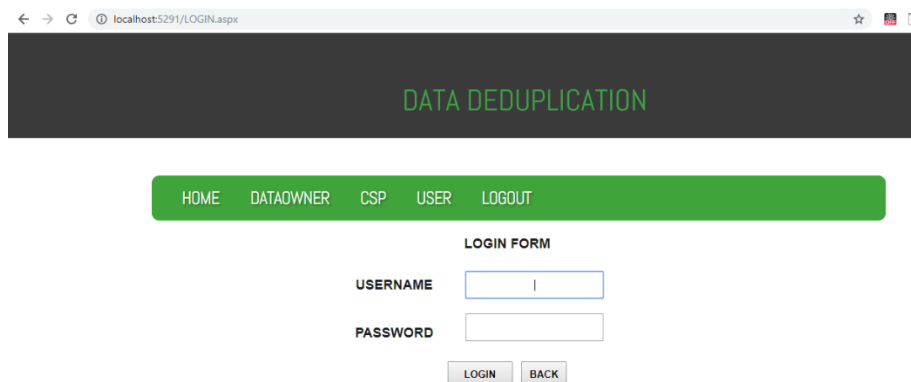 localhost:5291/LOGIN.aspx
DATA DEDUPLICATION
HOME DATAOWNER CSP USER LOGOUT
LOGIN FORM
USERNAME
PASSWORD
LOGIN BACK